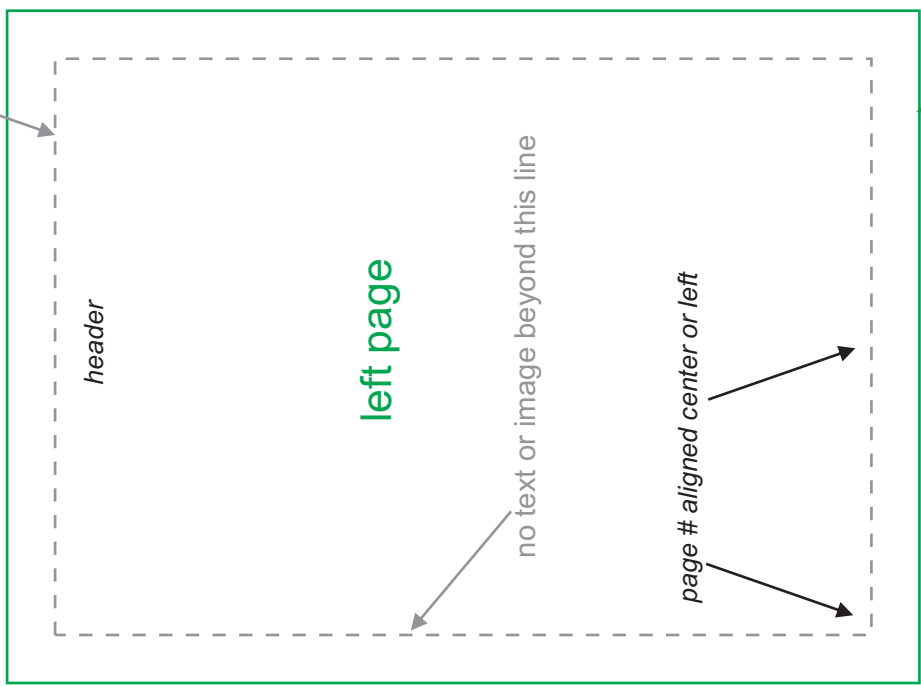 header
left page
no text or image beyond this line
page # aligned center or left